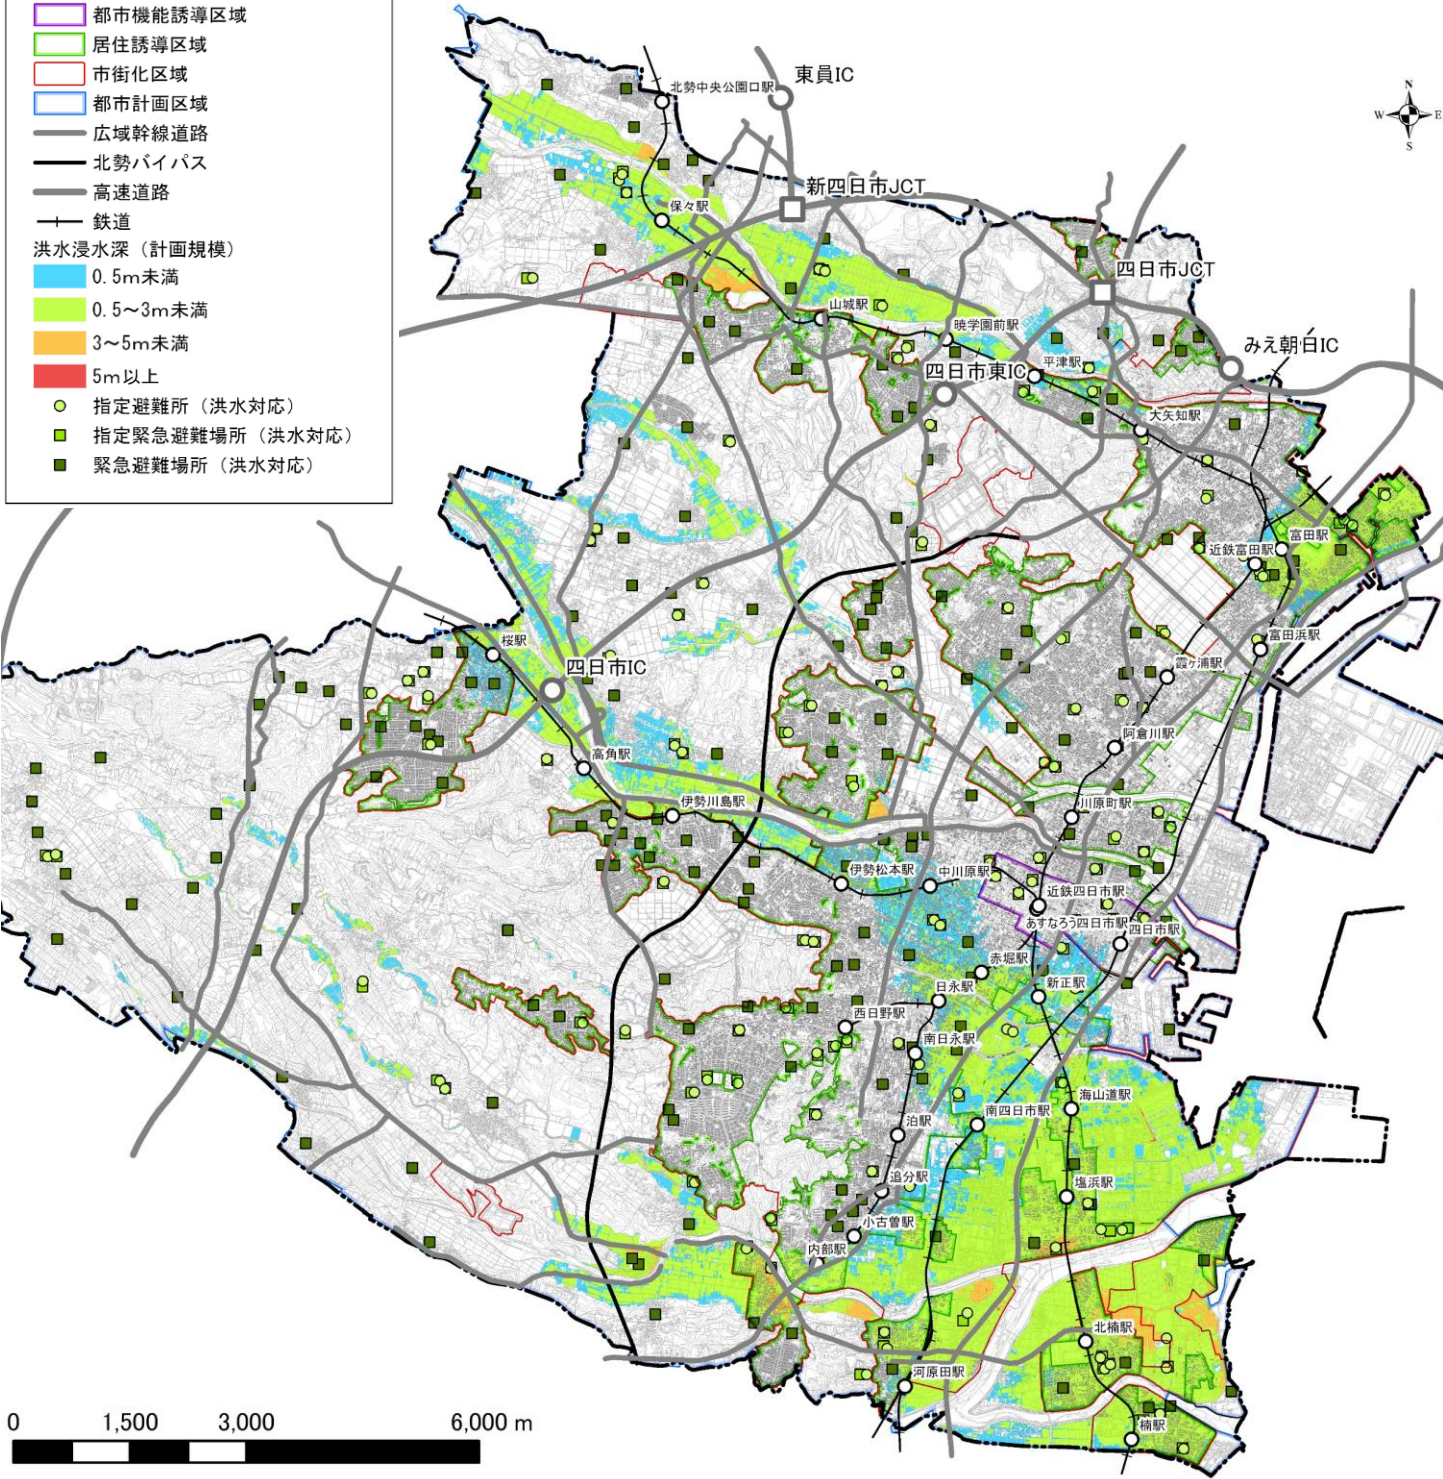 都市機能誘導区域
居住誘導区域
市街化区域
都市計画区域
広域幹線道路
北勢バイパス
高速道路
鉄道
洪水浸水深（計画規模）
0.5m未満
0.5～3m未満
3～5m未満
5m以上
指定避難所（洪水対応）
指定緊急避難場所（洪水対応）
緊急避難場所（洪水対応）
N
W
E
S
北勢中央公園口駅
東員IC
新四日市JCT
保々駅
四日市JCT
山城駅
暁学園前駅
みえ朝日IC
平津駅
四日市東IC
大矢知駅
富田駅
近鉄富田駅
富田浜駅
桜駅
霞ヶ浦駅
四日市IC
阿倉川駅
高角駅
伊勢川島駅
川原町駅
伊勢松本駅
中川原駅
近鉄四日市駅
あすなろう四日市駅
四日市駅
赤堀駅
新正駅
日永駅
西日野駅
南日永駅
海山道駅
南四日市駅
泊駅
追分駅
塩浜駅
小古曽駅
内部駅
北楠駅
河原田駅
楠駅
0
1,500
3,000
6,000 m